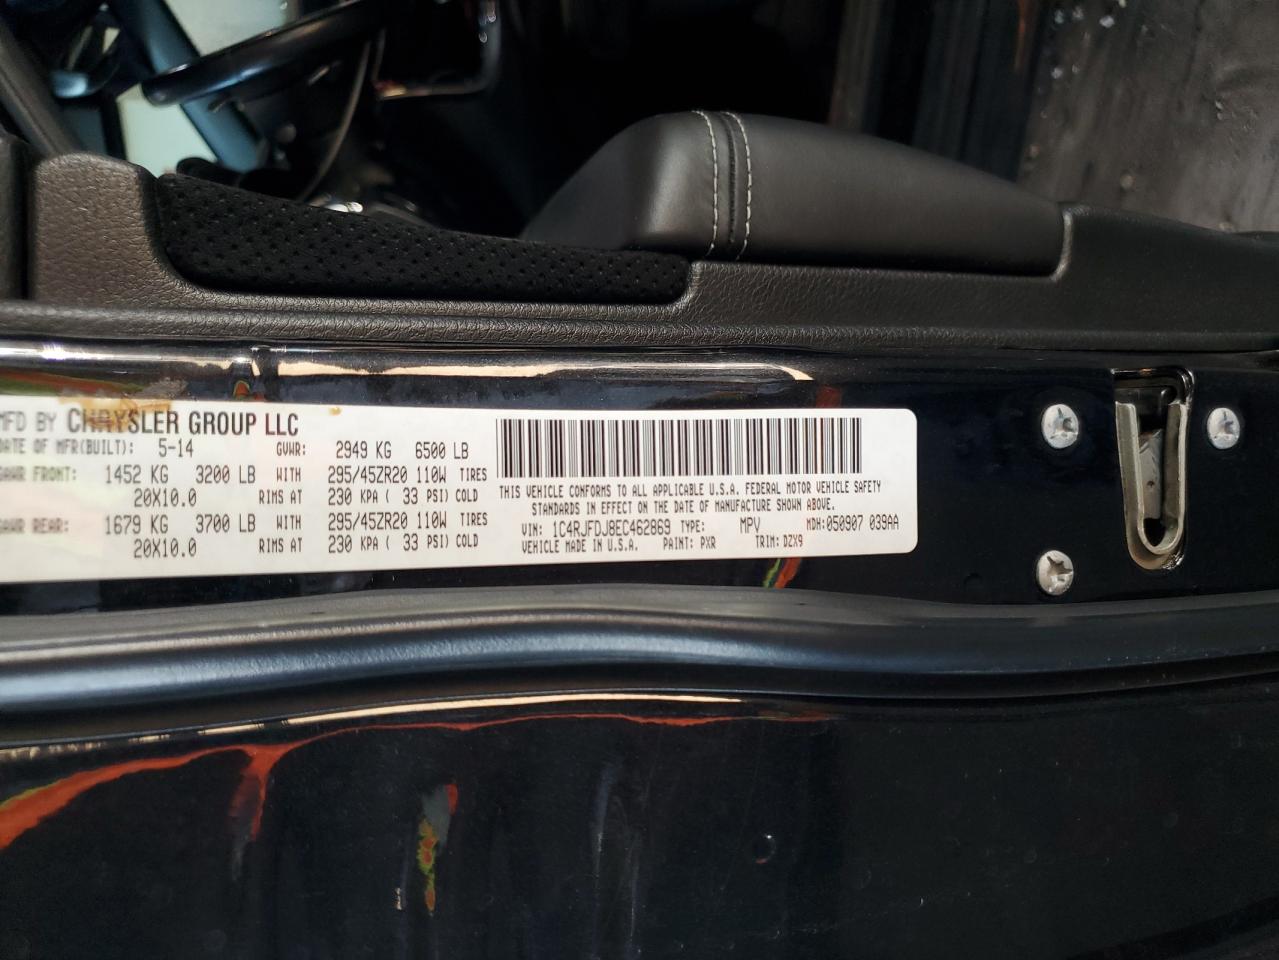 MFD BY CHRYSLER GROUP LLC
DATE OF MFR(BUILT): 5-14 GVWR: 2949 KG 6500 LB
GAWR FRONT: 1452 KG 3200 LB WITH 295/45ZR20 110W TIRES
20X10.0 RIMS AT 230 KPA ( 33 PSI) COLD
GAWR REAR: 1679 KG 3700 LB WITH 295/45ZR20 110W TIRES
20X10.0 RIMS AT 230 KPA ( 33 PSI) COLD
THIS VEHICLE CONFORMS TO ALL APPLICABLE U.S.A. FEDERAL MOTOR VEHICLE SAFETY
STANDARDS IN EFFECT ON THE DATE OF MANUFACTURE SHOWN ABOVE.
VIN: 1C4RJFDJ8EC462869 TYPE: MPV MDH:050907 039AA
VEHICLE MADE IN U.S.A. PAINT: PXR TRIM: DZX9